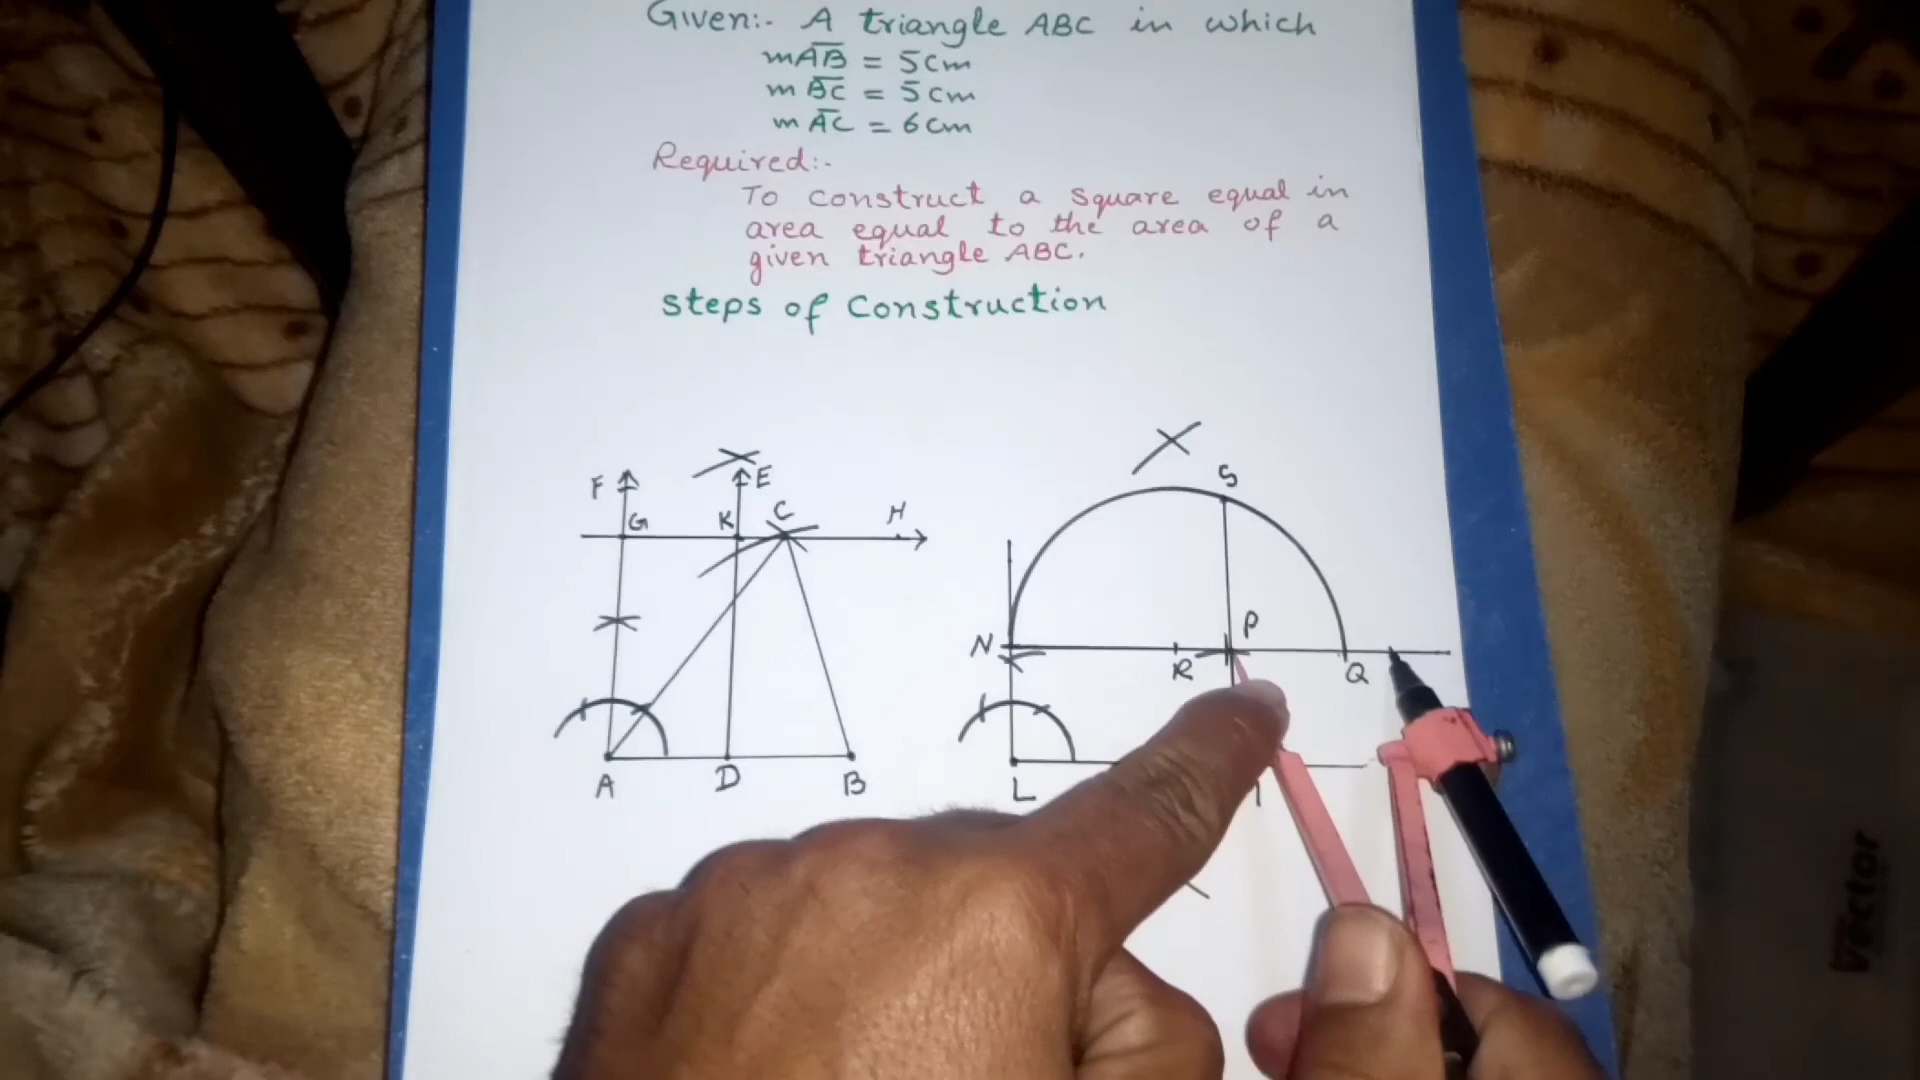 Given:- A triangle ABC in which
mAB = 5cm
mBC = 5cm
mAC = 6cm
Required:-
To construct a square equal in
area equal to the area of a
given triangle ABC.
Steps of Construction
F
E
G
K
C
H
S
N
P
R
Q
A
D
B
L
Vector